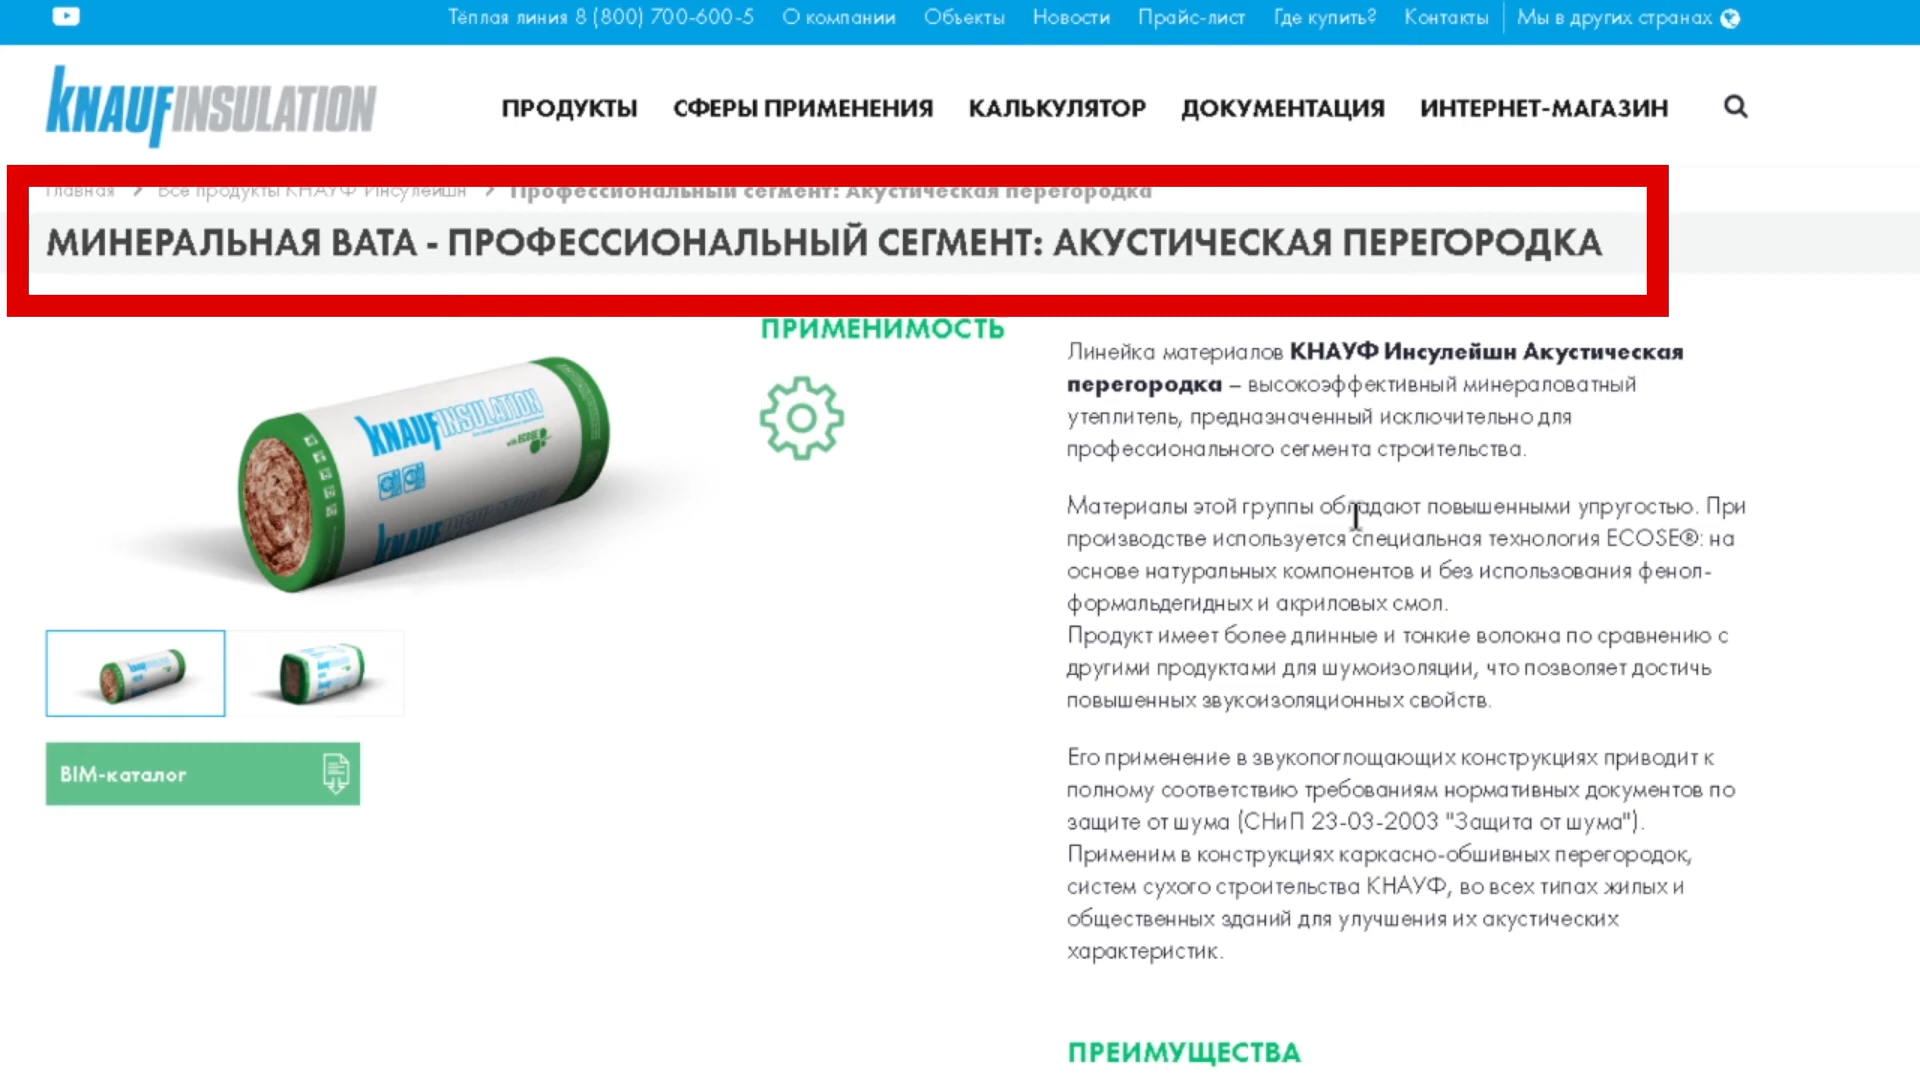 Тёплая линия 8 (800) 700-600-5 О компании Объекты Новости Прайс-лист Где купить? Контакты Мы в других странах
KNAUF INSULATION
ПРОДУКТЫ СФЕРЫ ПРИМЕНЕНИЯ КАЛЬКУЛЯТОР ДОКУМЕНТАЦИЯ ИНТЕРНЕТ-МАГАЗИН
Главная > Все продукты КНАУФ Инсулейшн > Профессиональный сегмент: Акустическая перегородка
МИНЕРАЛЬНАЯ ВАТА - ПРОФЕССИОНАЛЬНЫЙ СЕГМЕНТ: АКУСТИЧЕСКАЯ ПЕРЕГОРОДКА
KNAUF INSULATION
with ECOSE
KNAUF INSULATION
BIM-каталог
ПРИМЕНИМОСТЬ
Линейка материалов КНАУФ Инсулейшн Акустическая
перегородка – высокоэффективный минераловатный
утеплитель, предназначенный исключительно для
профессионального сегмента строительства.
Материалы этой группы обладают повышенными упругостью. При
производстве используется специальная технология ECOSE®: на
основе натуральных компонентов и без использования фенол-
формальдегидных и акриловых смол.
Продукт имеет более длинные и тонкие волокна по сравнению с
другими продуктами для шумоизоляции, что позволяет достичь
повышенных звукоизоляционных свойств.
Его применение в звукопоглощающих конструкциях приводит к
полному соответствию требованиям нормативных документов по
защите от шума (СНиП 23-03-2003 "Защита от шума").
Применим в конструкциях каркасно-обшивных перегородок,
систем сухого строительства КНАУФ, во всех типах жилых и
общественных зданий для улучшения их акустических
характеристик.
ПРЕИМУЩЕСТВА